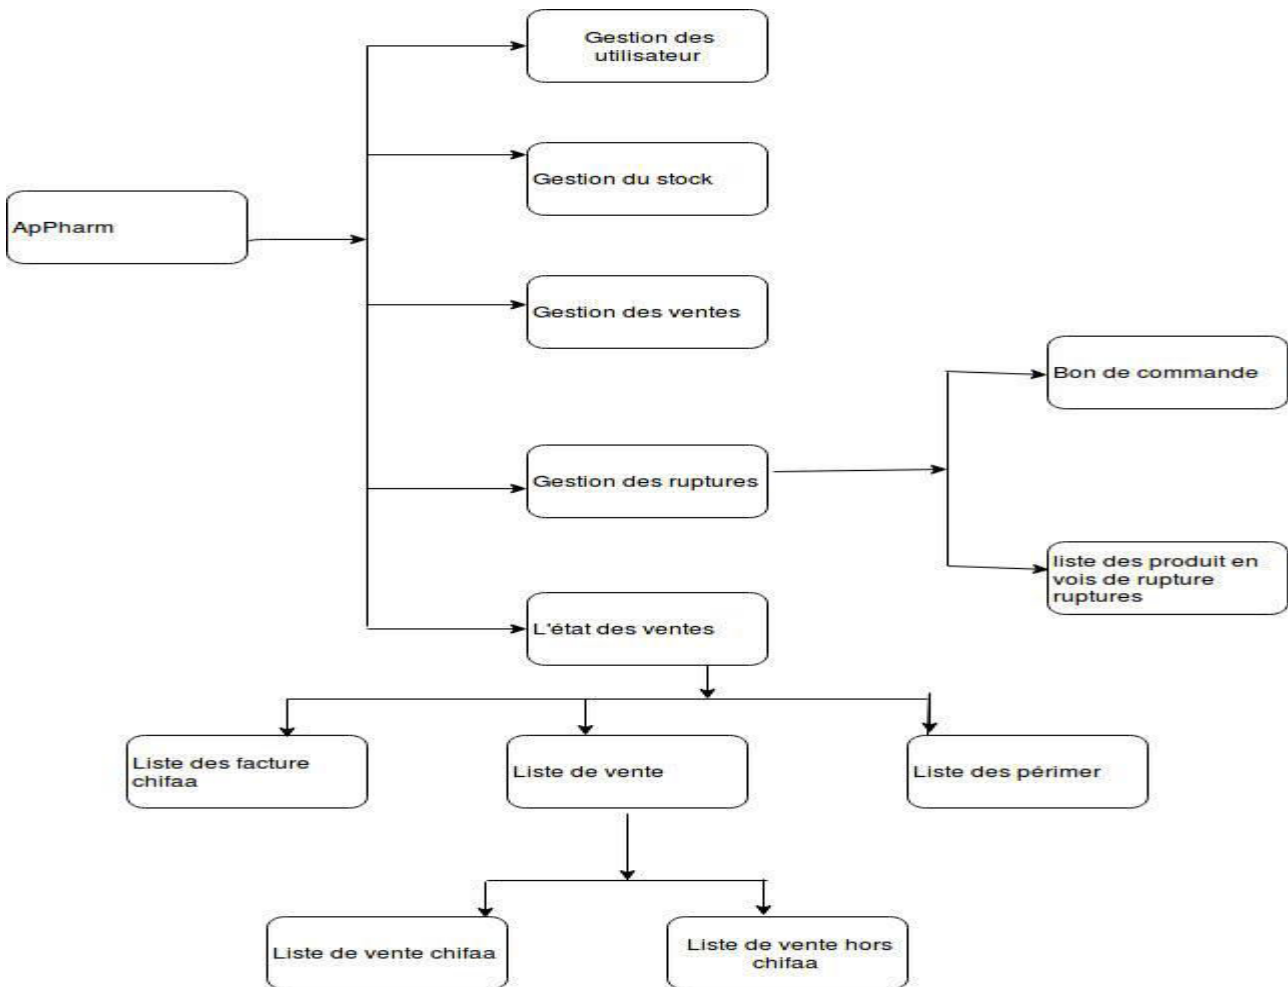 Gestion des
utilisateur
Gestion du stock
ApPharm
Gestion des ventes
Bon de commande
Gestion des ruptures
liste des produit en
vois de rupture
ruptures
L'état des ventes
Liste des facture
chifaa
Liste de vente
Liste des périmer
Liste de vente chifaa
Liste de vente hors
chifaa